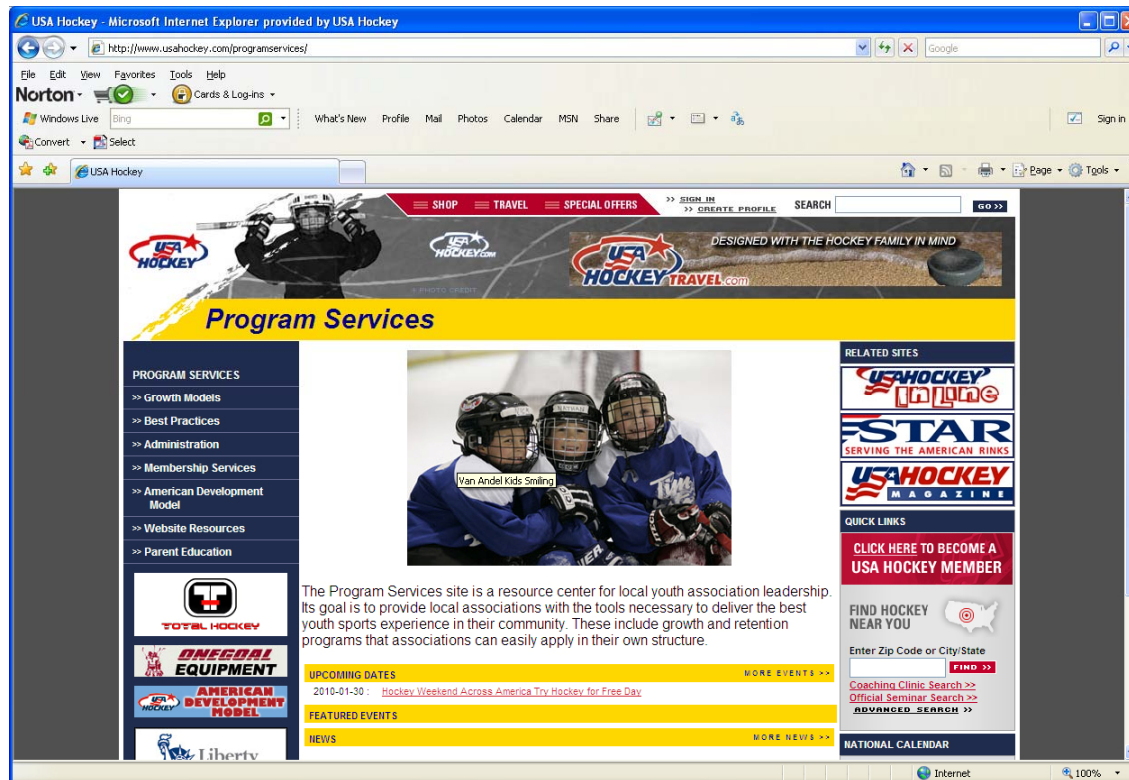 USA Hockey - Microsoft Internet Explorer provided by USA Hockey
http://www.usahockey.com/programservices/
Google
File Edit View Favorites Tools Help
Norton
Cards & Log-ins
Windows Live Bing What's New Profile Mail Photos Calendar MSN Share Sign in
Convert Select
USA Hockey
Page Tools
SHOP TRAVEL SPECIAL OFFERS
>> SIGN IN
>> CREATE PROFILE
SEARCH
GO >>
USA
HOCKEY
USA
HOCKEY.COM
DESIGNED WITH THE HOCKEY FAMILY IN MIND
USA
HOCKEY TRAVEL.com
PHOTO CREDIT
Program Services
PROGRAM SERVICES
>> Growth Models
>> Best Practices
>> Administration
>> Membership Services
>> American Development
Model
>> Website Resources
>> Parent Education
TOTAL HOCKEY
ONEGOAL
EQUIPMENT
USA
HOCKEY
AMERICAN
DEVELOPMENT
MODEL
Liberty
NATHAN
Van Andel Kids Smiling
The Program Services site is a resource center for local youth association leadership.
Its goal is to provide local associations with the tools necessary to deliver the best
youth sports experience in their community. These include growth and retention
programs that associations can easily apply in their own structure.
UPCOMING DATES MORE EVENTS >>
2010-01-30 : Hockey Weekend Across America Try Hockey for Free Day
FEATURED EVENTS
NEWS MORE NEWS >>
RELATED SITES
USAHOCKEY
INLINE
STAR
SERVING THE AMERICAN RINKS
USAHOCKEY
MAGAZINE
QUICK LINKS
CLICK HERE TO BECOME A
USA HOCKEY MEMBER
FIND HOCKEY
NEAR YOU
Enter Zip Code or City/State
FIND >>
Coaching Clinic Search >>
Official Seminar Search >>
ADVANCED SEARCH >>
NATIONAL CALENDAR
Internet
100%